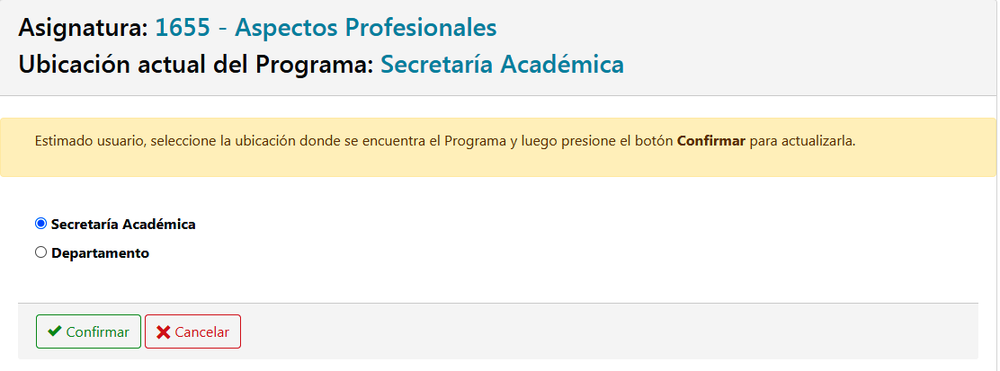 Asignatura: 1655 - Aspectos Profesionales
Ubicación actual del Programa: Secretaría Académica
Estimado usuario, seleccione la ubicación donde se encuentra el Programa y luego presione el botón Confirmar para actualizarla.
Secretaría Académica
Departamento
Confirmar Cancelar